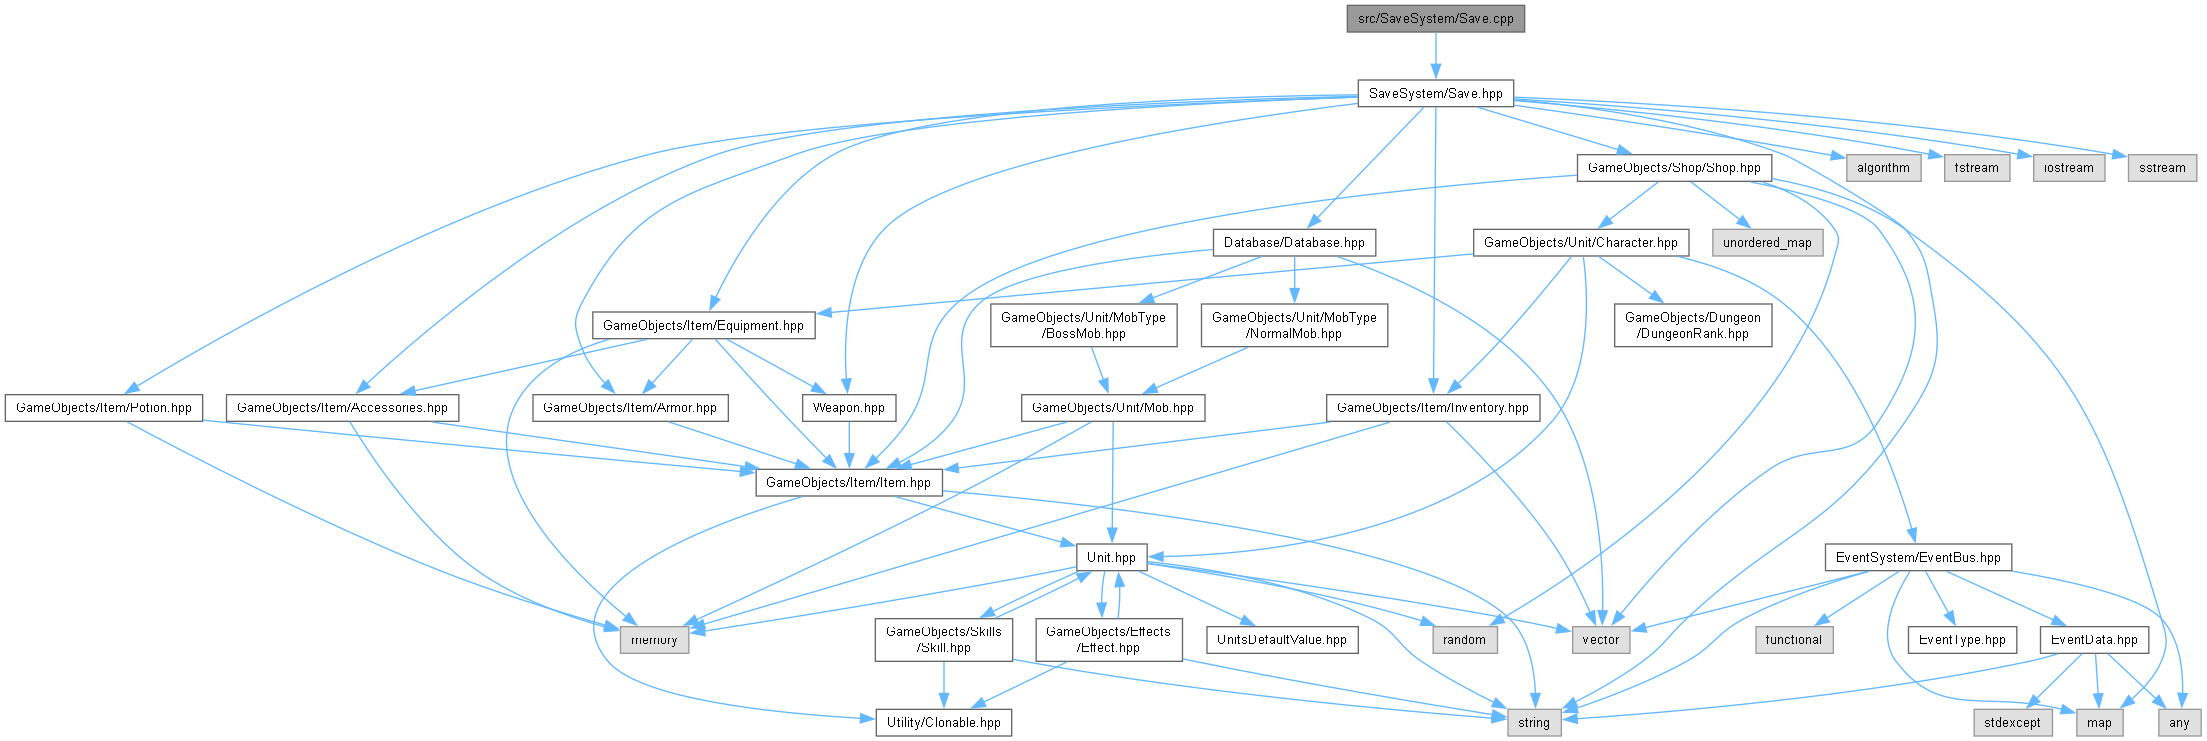 src/SaveSystem/Save.cpp
SaveSystem/Save.hpp
GameObjects/Shop/Shop.hpp
algorithm
fstream
iostream
sstream
Database/Database.hpp
GameObjects/Unit/Character.hpp
unordered_map
GameObjects/Item/Equipment.hpp
GameObjects/Unit/MobType
/BossMob.hpp
GameObjects/Unit/MobType
/NormalMob.hpp
GameObjects/Dungeon
/DungeonRank.hpp
GameObjects/Item/Potion.hpp
GameObjects/Item/Accessories.hpp
GameObjects/Item/Armor.hpp
Weapon.hpp
GameObjects/Unit/Mob.hpp
GameObjects/Item/Inventory.hpp
GameObjects/Item/Item.hpp
Unit.hpp
EventSystem/EventBus.hpp
memory
GameObjects/Skills
/Skill.hpp
GameObjects/Effects
/Effect.hpp
UnitsDefaultValue.hpp
random
vector
functional
EventType.hpp
EventData.hpp
Utility/Clonable.hpp
string
stdexcept
map
any